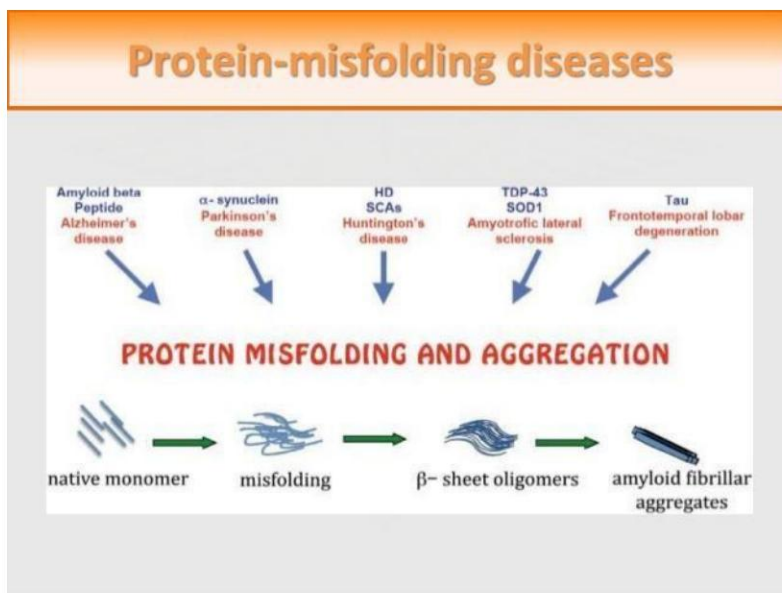 Protein-misfolding diseases
Amyloid beta
Peptide
Alzheimer's
disease
α- synuclein
Parkinson's
disease
HD
SCAs
Huntington's
disease
TDP-43
SOD1
Amyotrofic lateral
sclerosis
Tau
Frontotemporal lobar
degeneration
PROTEIN MISFOLDING AND AGGREGATION
native monomer
misfolding
β- sheet oligomers
amyloid fibrillar
aggregates